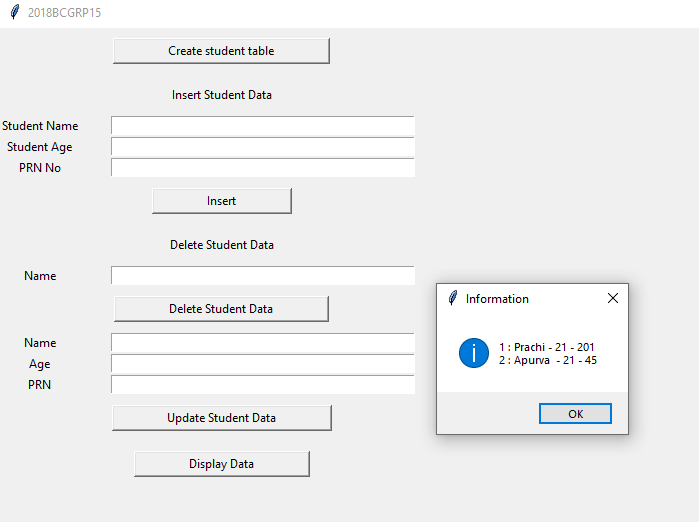 2018BCGRP15
Create student table
Insert Student Data
Student Name
Student Age
PRN No
Insert
Delete Student Data
Name
Delete Student Data
Name
Age
PRN
Update Student Data
Display Data
Information
i
1 : Prachi - 21 - 201
2 : Apurva - 21 - 45
OK